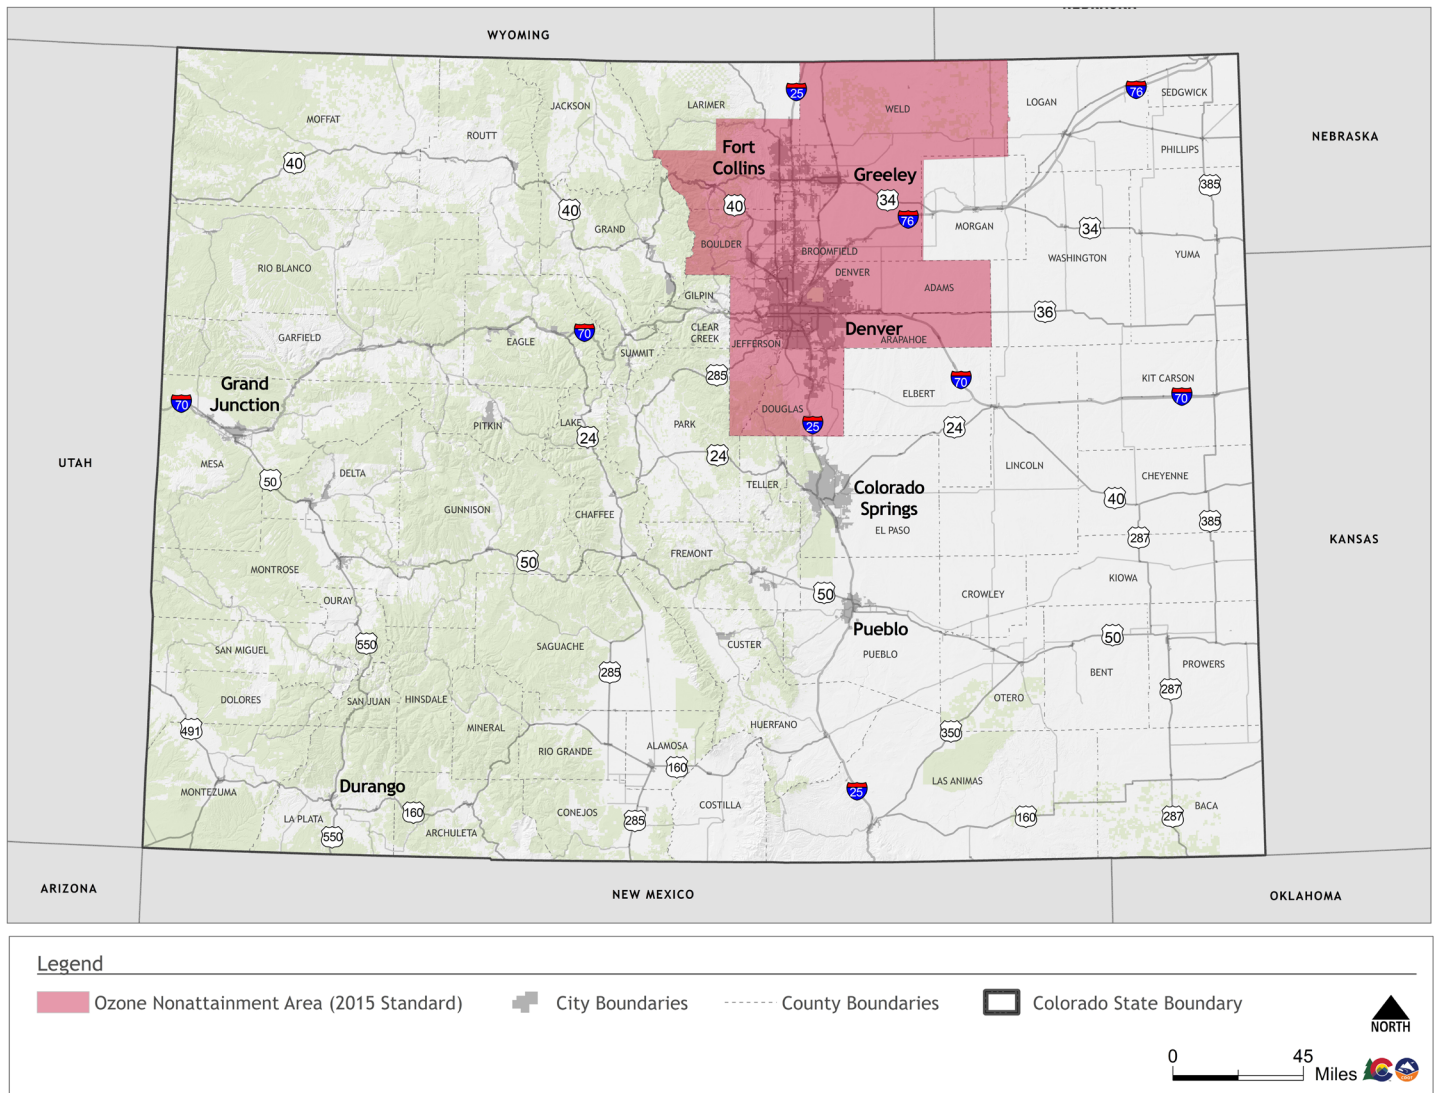 WYOMING
NEBRASKA
25
76
SEDGWICK
LOGAN
JACKSON
LARIMER
WELD
MOFFAT
ROUTT
NEBRASKA
PHILLIPS
Fort
Collins
40
Greeley
385
34
40
40
76
GRAND
MORGAN
34
BOULDER
BROOMFIELD
WASHINGTON
YUMA
RIO BLANCO
DENVER
ADAMS
GILPIN
36
GARFIELD
70
EAGLE
CLEAR
CREEK
Denver
JEFFERSON
ARAPAHOE
SUMMIT
285
70
KIT CARSON
Grand
Junction
70
ELBERT
70
DOUGLAS
PITKIN
LAKE
24
PARK
25
24
UTAH
MESA
24
LINCOLN
DELTA
50
TELLER
CHEYENNE
Colorado
Springs
40
GUNNISON
CHAFFEE
385
EL PASO
287
KANSAS
FREMONT
50
MONTROSE
KIOWA
OURAY
50
CROWLEY
Pueblo
50
550
SAN MIGUEL
SAGUACHE
CUSTER
PUEBLO
PROWERS
285
BENT
287
DOLORES
SAN JUAN
HINSDALE
OTERO
491
MINERAL
HUERFANO
350
RIO GRANDE
ALAMOSA
160
Durango
LAS ANIMAS
MONTEZUMA
25
COSTILLA
BACA
LA PLATA
160
CONEJOS
285
160
287
550
ARCHULETA
ARIZONA
NEW MEXICO
OKLAHOMA
Legend
Ozone Nonattainment Area (2015 Standard)
City Boundaries
County Boundaries
Colorado State Boundary
NORTH
0
45
Miles